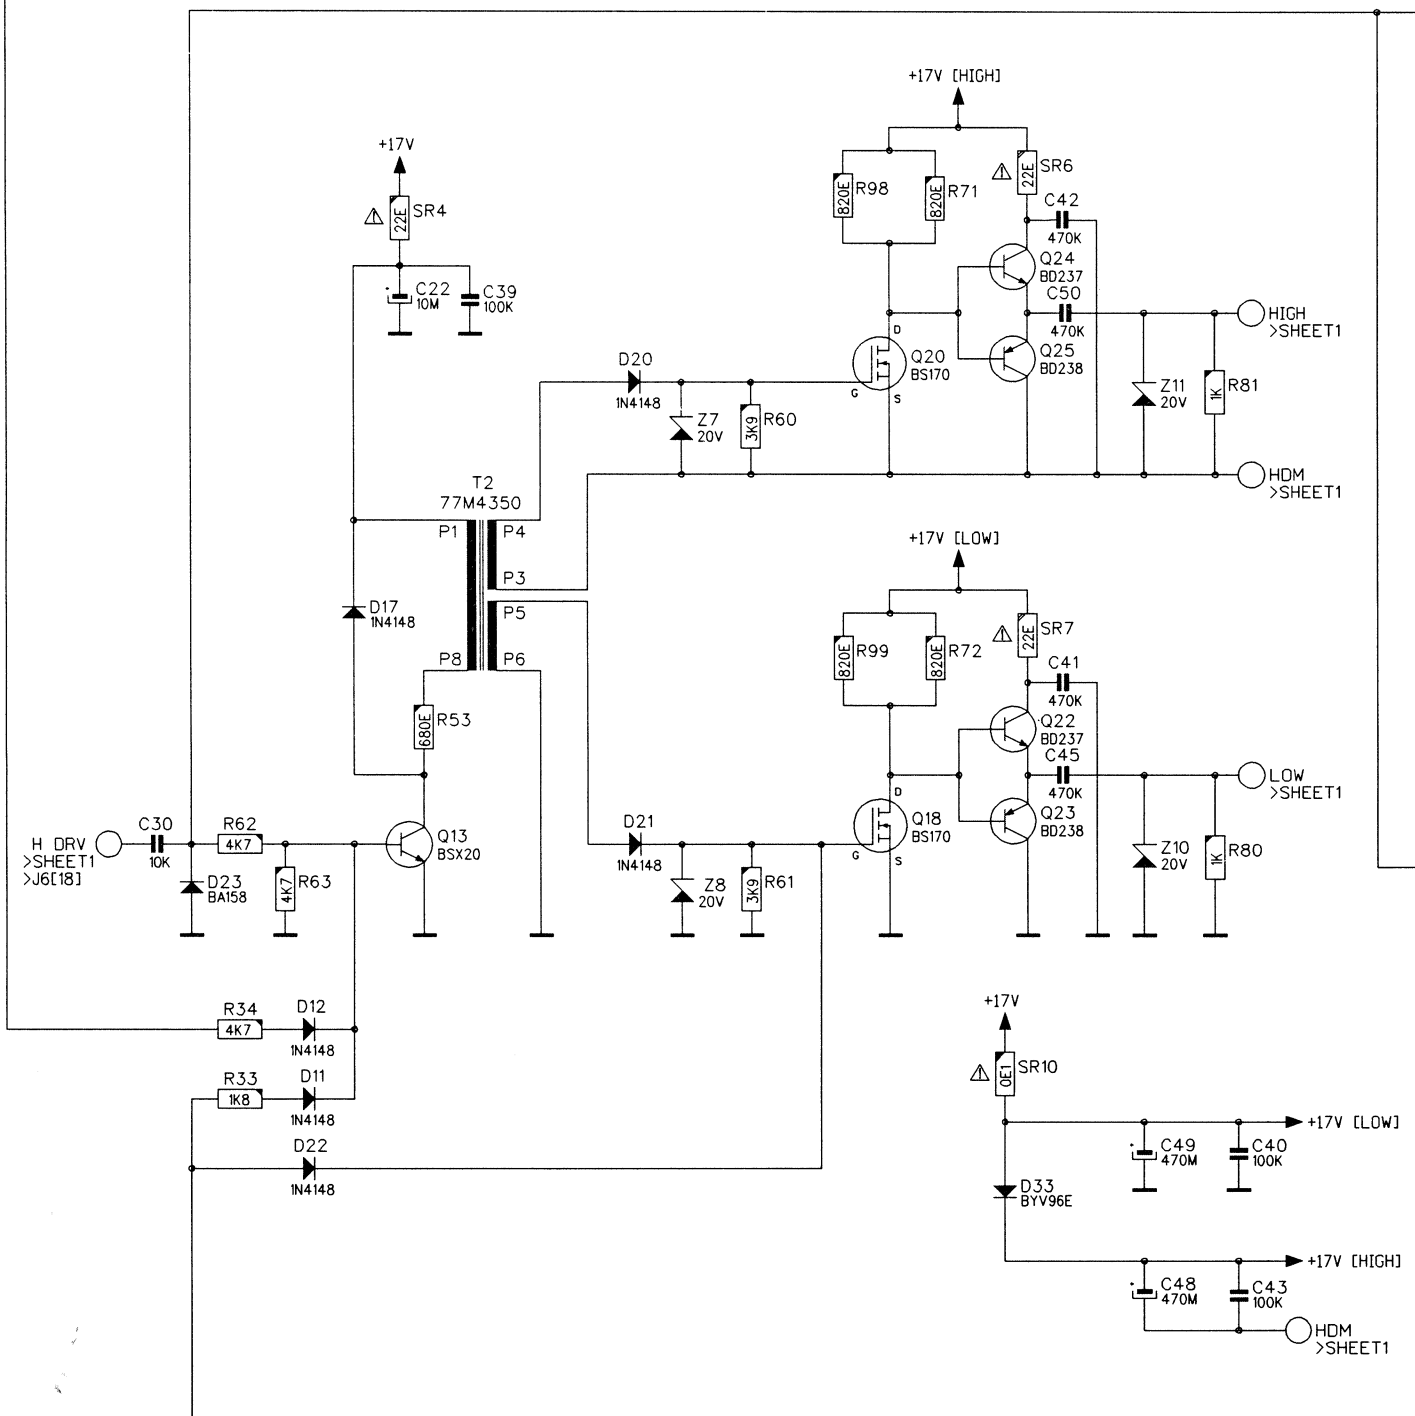 +17V [HIGH]
+17V
SR4
22E
C22
10M
C39
100K
R98
820E
R71
820E
SR6
22E
C42
470K
Q24
BD237
C50
470K
HIGH
>SHEET1
D
Q20
BS170
G
S
Q25
BD238
D20
1N4148
Z7
20V
R60
3K9
Z11
20V
R81
1K
HDM
>SHEET1
T2
77M4350
P1
P4
P3
P5
P8
P6
D17
1N4148
R53
680E
+17V [LOW]
R99
820E
R72
820E
SR7
22E
C41
470K
Q22
BD237
C45
470K
LOW
>SHEET1
D
Q18
BS170
G
S
Q23
BD238
H DRV
>SHEET1
>J6[18]
C30
10K
R62
4K7
Q13
BSX20
D23
BA158
R63
4K7
D21
1N4148
Z8
20V
R61
3K9
Z10
20V
R80
1K
R34
4K7
D12
1N4148
R33
1K8
D11
1N4148
D22
1N4148
+17V
SR10
0E1
+17V [LOW]
C49
470M
C40
100K
D33
BYV96E
+17V [HIGH]
C48
470M
C43
100K
HDM
>SHEET1